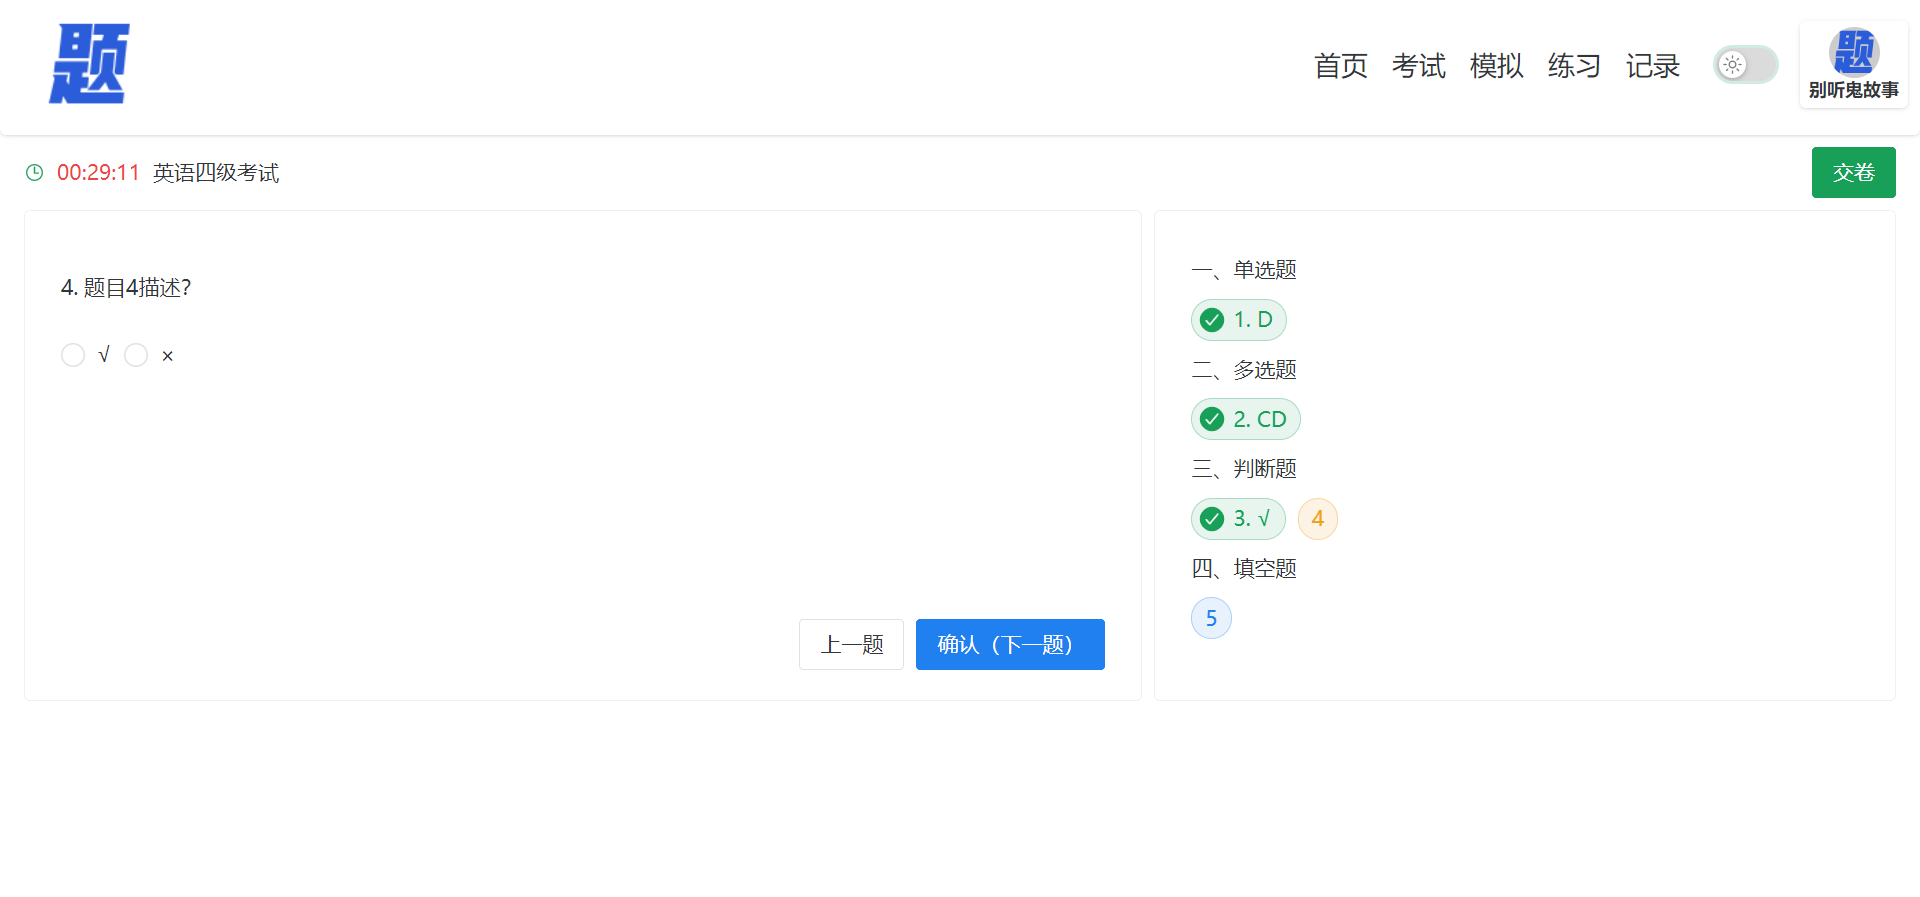 题
首页 考试 模拟 练习 记录
题
别听鬼故事
00:29:11 英语四级考试
交卷
4. 题目4描述?
√ ×
上一题 确认（下一题）
一、单选题
1. D
二、多选题
2. CD
三、判断题
3. √ 4
四、填空题
5